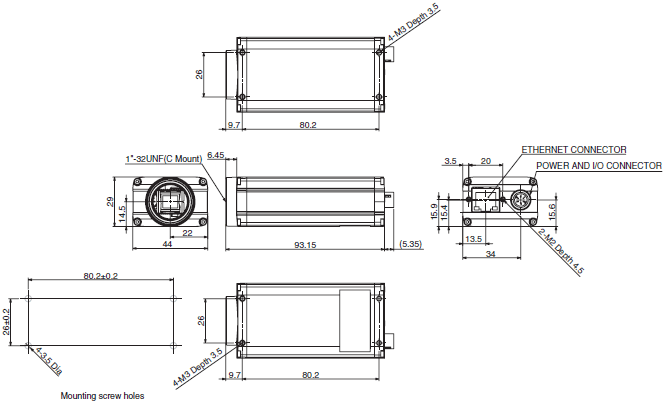 4-M3 Depth 3.5
26
9.7
80.2
ETHERNET CONNECTOR
POWER AND I/O CONNECTOR
1"-32UNF(C Mount)
6.45
3.5
20
29
14.5
22
44
93.15
(5.35)
15.9
15.4
15.6
13.5
34
2-M2 Depth 4.5
80.2±0.2
26±0.2
4-3.5 Dia
Mounting screw holes
26
4-M3 Depth 3.5
9.7
80.2